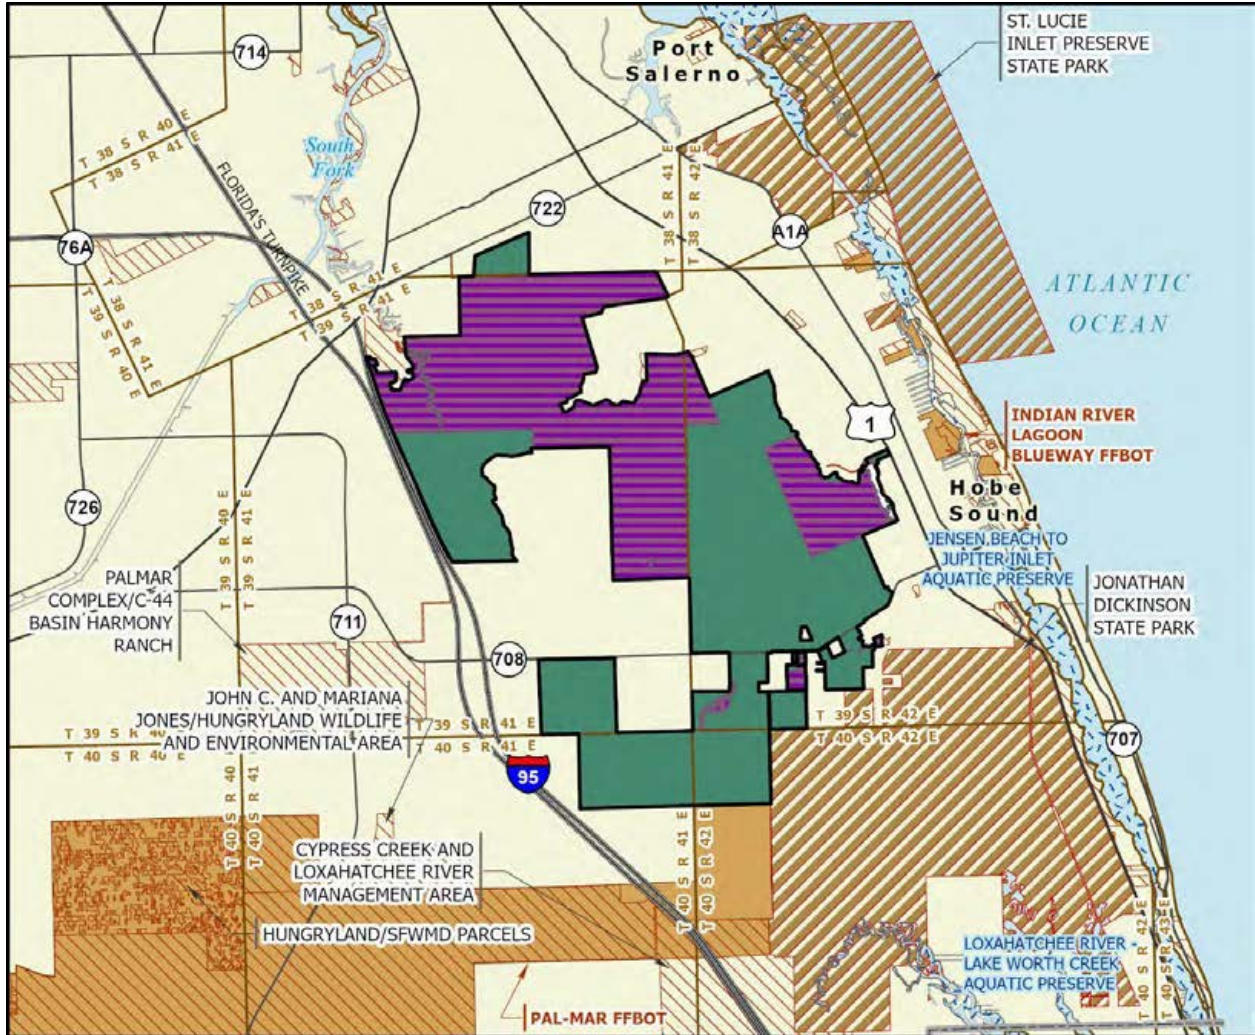 ST. LUCIE
INLET PRESERVE
STATE PARK
Port
Salerno
714
T 38 S R 40 E
T 38 S R 41 E
South
Fork
FLORIDA'S TURNPIKE
722
T 38 S R 41 E
T 38 S R 42 E
A1A
76A
T 38 S R 41 E
T 39 S R 40 E
T 38 S R 41 E
T 39 S R 41 E
ATLANTIC
OCEAN
1
INDIAN RIVER
LAGOON
BLUEWAY FFBOT
Hobe
Sound
726
T 39 S R 40 E
T 39 S R 41 E
JENSEN BEACH TO
JUPITER INLET
AQUATIC PRESERVE
PALMAR
COMPLEX/C-44
BASIN HARMONY
RANCH
JONATHAN
DICKINSON
STATE PARK
711
708
JOHN C. AND MARIANA
JONES/HUNGRYLAND WILDLIFE
AND ENVIRONMENTAL AREA
T 39 S R 40
T 40 S R 40
T 39 S R 41 E
T 40 S R 41 E
T 39 S R 42 E
T 40 S R 42 E
707
95
T 40 S R 40 E
T 40 S R 41
T 40 S R 41 E
T 40 S R 42 E
CYPRESS CREEK AND
LOXAHATCHEE RIVER
MANAGEMENT AREA
HUNGRYLAND/SFWMD PARCELS
LOXAHATCHEE RIVER -
LAKE WORTH CREEK
AQUATIC PRESERVE
T 40 S R 42 E
T 40 S R 43 E
PAL-MAR FFBOT